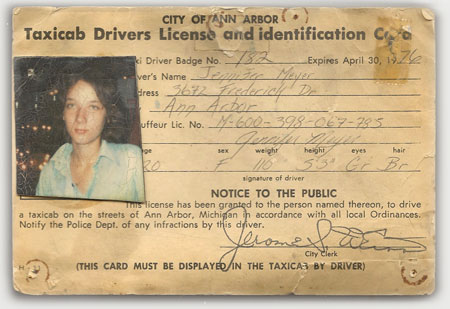 CITY OF ANN ARBOR
Taxicab Drivers License and identification Card
xi Driver Badge No. 182 Expires April 30, 1976
iver's Name Jennifer Meyer
address 3672 Frederick Dr
Ann Arbor
auffeur Lic. No. M-600-398-067-785
Jennifer Meyer
sex weight height eyes hair
20 F 110 5'3" Gr. Br
signature of driver
NOTICE TO THE PUBLIC
This license has been granted to the person named thereon, to drive
a taxicab on the streets of Ann Arbor, Michigan in accordance with all local Ordinances.
Notify the Police Dept. of any infractions by this driver.
Jerome S.
City Clerk
(THIS CARD MUST BE DISPLAYED IN THE TAXICAB BY DRIVER)